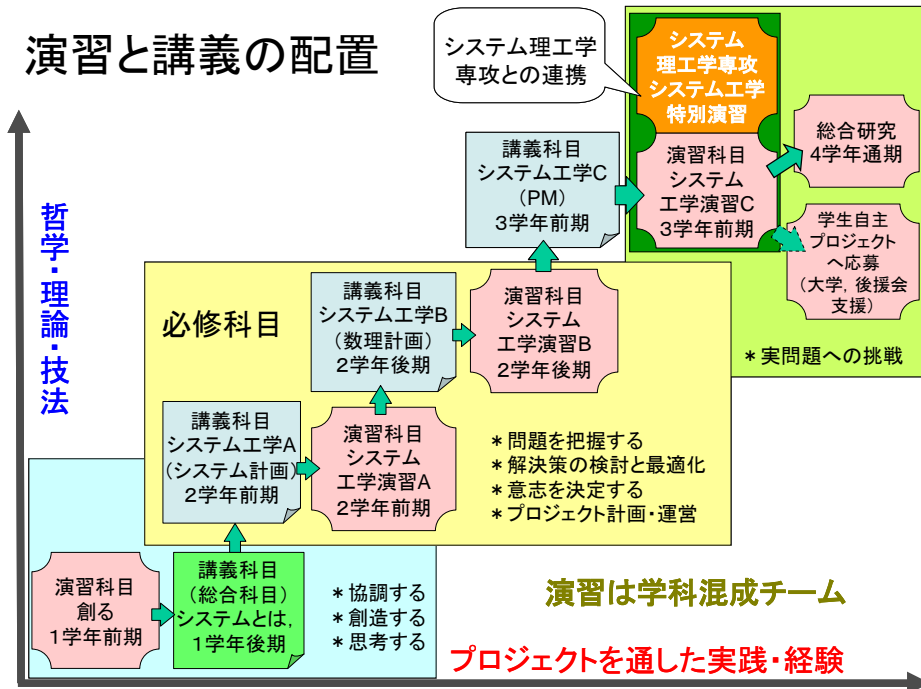 演習と講義の配置
システム理工学
専攻との連携
システム
理工学専攻
システム工学
特別演習
演習科目
システム
工学演習C
3学年前期
総合研究
4学年通期
学生自主
プロジェクト
へ応募
(大学, 後援会
支援)
*実問題への挑戦
講義科目
システム工学C
(PM)
3学年前期
哲学・理論・技法
必修科目
講義科目
システム工学B
(数理計画)
2学年後期
演習科目
システム
工学演習B
2学年後期
講義科目
システム工学A
(システム計画)
2学年前期
演習科目
システム
工学演習A
2学年前期
*問題を把握する
*解決策の検討と最適化
*意志を決定する
*プロジェクト計画・運営
演習科目
創る
1学年前期
講義科目
(総合科目)
システムとは,
1学年後期
*協調する
*創造する
*思考する
演習は学科混成チーム
プロジェクトを通した実践・経験